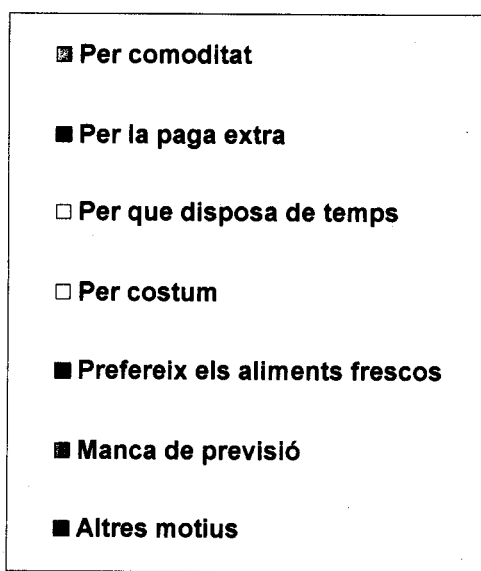 Per comoditat
Per la paga extra
Per que disposa de temps
Per costum
Prefereix els aliments frescos
Manca de previsió
Altres motius